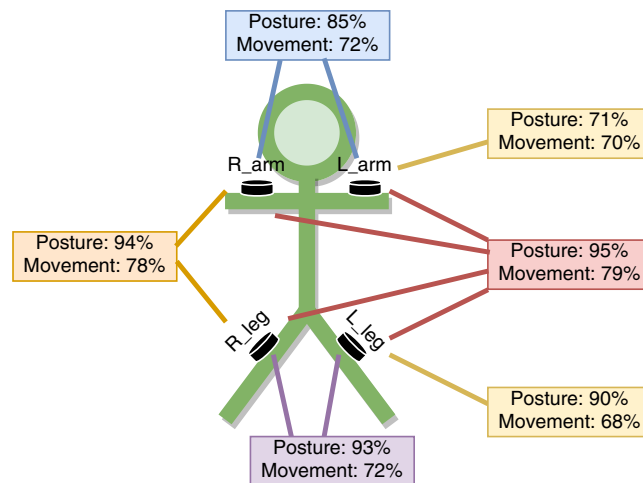 Posture: 85%
Movement: 72%
Posture: 71%
Movement: 70%
R_arm
L_arm
Posture: 94%
Movement: 78%
Posture: 95%
Movement: 79%
R_leg
L_leg
Posture: 90%
Movement: 68%
Posture: 93%
Movement: 72%